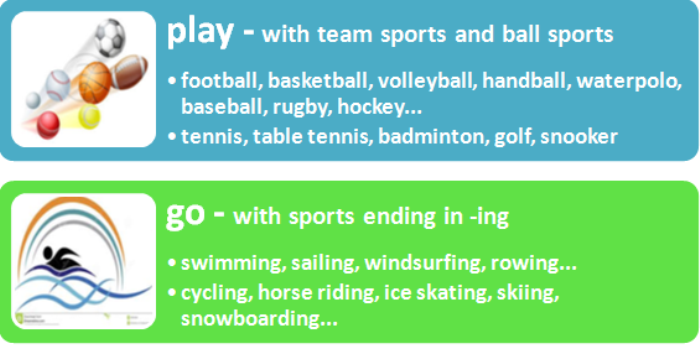 play - with team sports and ball sports
• football, basketball, volleyball, handball, waterpolo,
baseball, rugby, hockey...
• tennis, table tennis, badminton, golf, snooker
go - with sports ending in -ing
• swimming, sailing, windsurfing, rowing...
• cycling, horse riding, ice skating, skiing,
snowboarding...